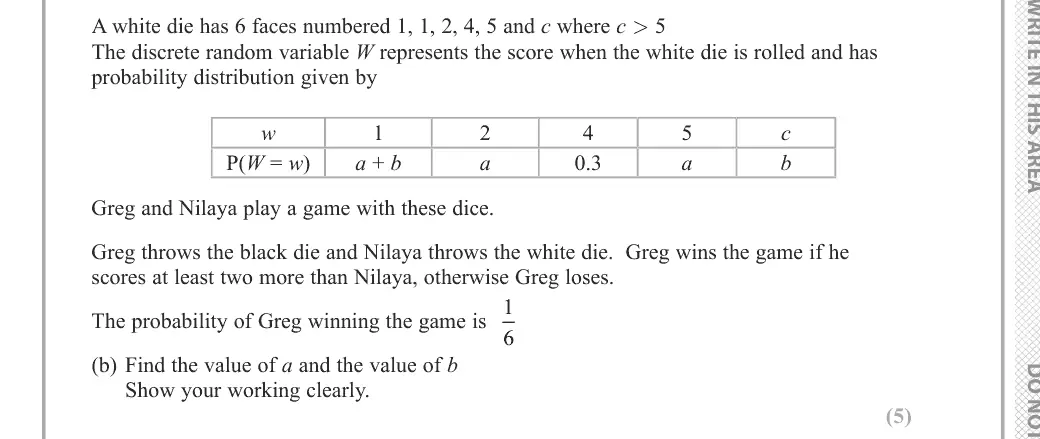 A white die has 6 faces numbered 1, 1, 2, 4, 5 and c where c > 5
The discrete random variable W represents the score when the white die is rolled and has
probability distribution given by
w 1 2 4 5 c
P(W = w) a + b a 0.3 a b
Greg and Nilaya play a game with these dice.
Greg throws the black die and Nilaya throws the white die. Greg wins the game if he
scores at least two more than Nilaya, otherwise Greg loses.
The probability of Greg winning the game is 1/6
(b) Find the value of a and the value of b
Show your working clearly.
(5)
WRITE IN THIS AREA
DO NOT